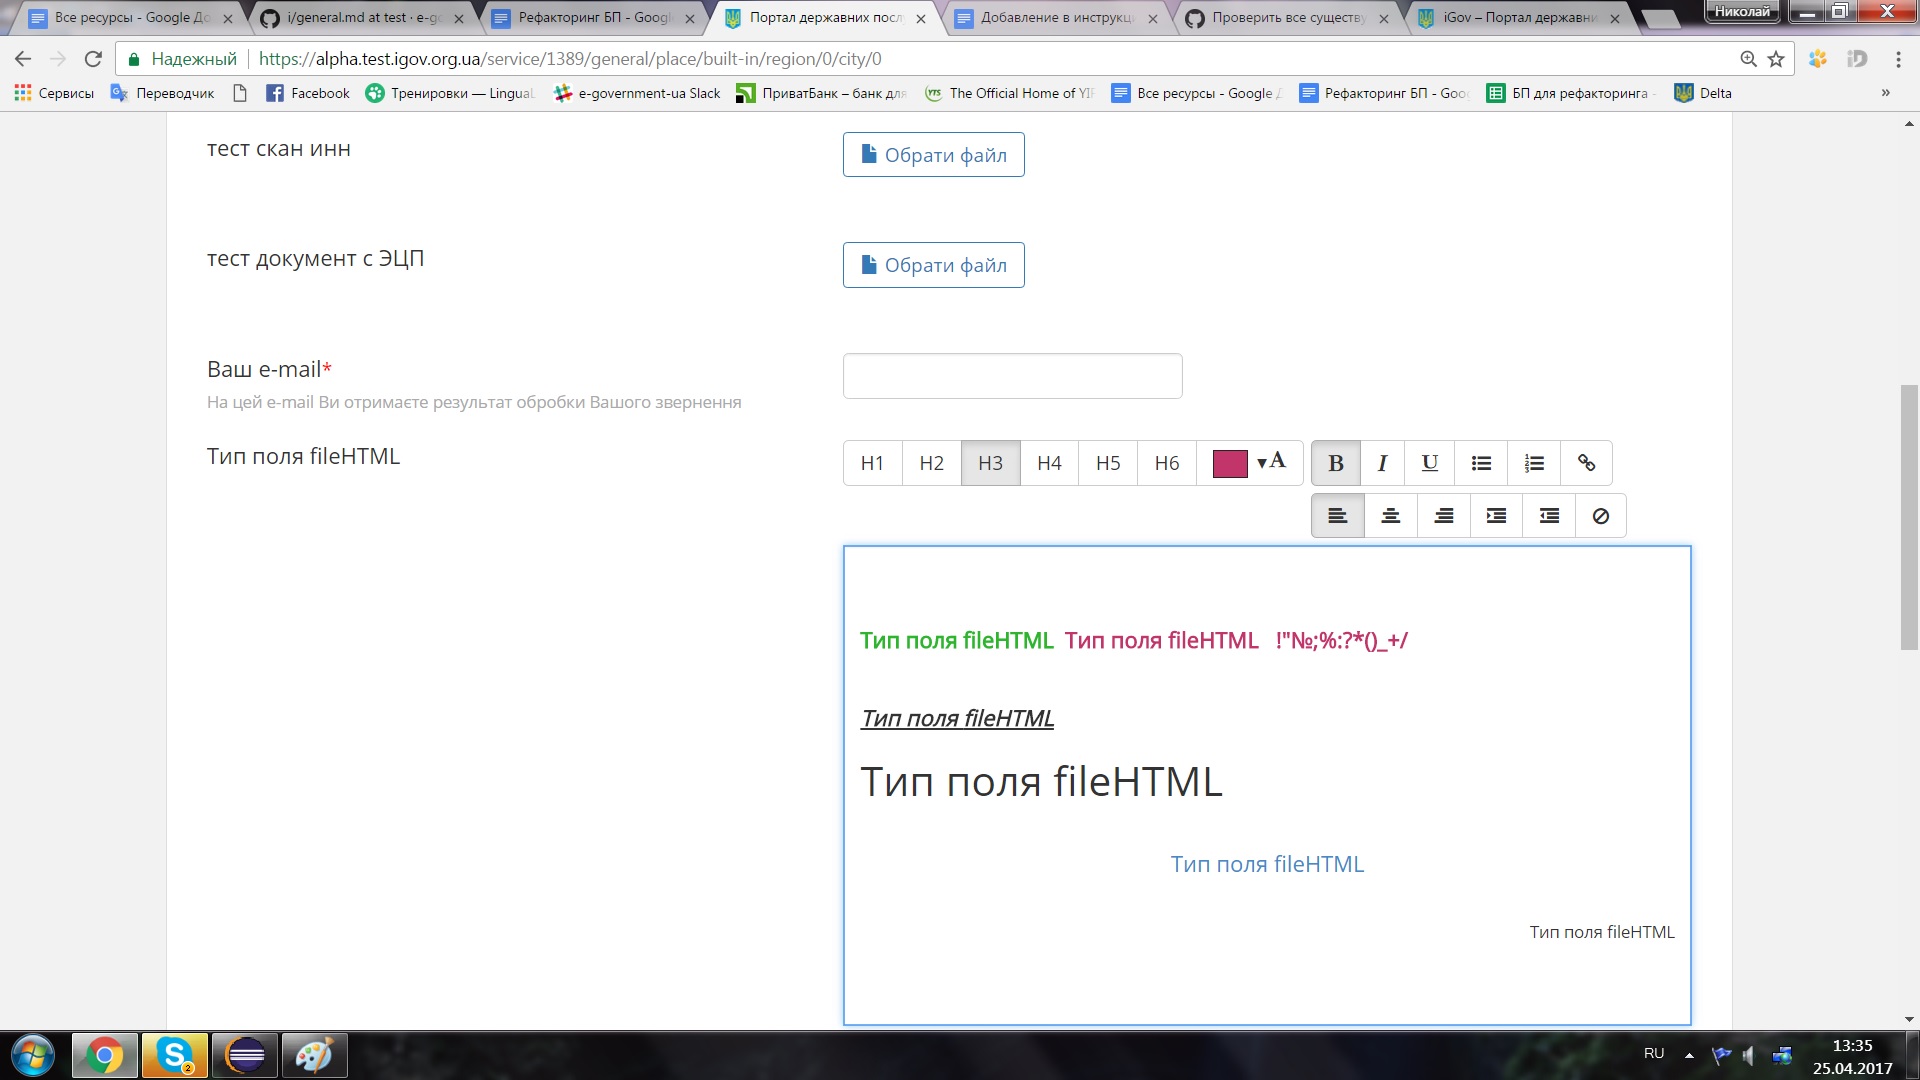 Все ресурсы - Google До
i/general.md at test · e-go
Рефакторинг БП - Google
Портал державних посл
Добавление в инструкци
Проверить все существу
iGov – Портал державни
Николай
Надежный
https://alpha.test.igov.org.ua/service/1389/general/place/built-in/region/0/city/0
Сервисы
Переводчик
Facebook
Тренировки — Lingual
e-government-ua Slack
ПриватБанк – банк для
The Official Home of YIF
Все ресурсы - Google Д
Рефакторинг БП - Goog
БП для рефакторинга -
Delta
»
тест скан инн
Обрати файл
тест документ с ЭЦП
Обрати файл
Ваш e-mail*
На цей e-mail Ви отримаєте результат обробки Вашого звернення
Тип поля fileHTML
H1 H2 H3 H4 H5 H6 ▾A B I U
Тип поля fileHTML Тип поля fileHTML !"№;%:?*()_+/
Тип поля fileHTML
Тип поля fileHTML
Тип поля fileHTML
Тип поля fileHTML
RU
13:35
25.04.2017